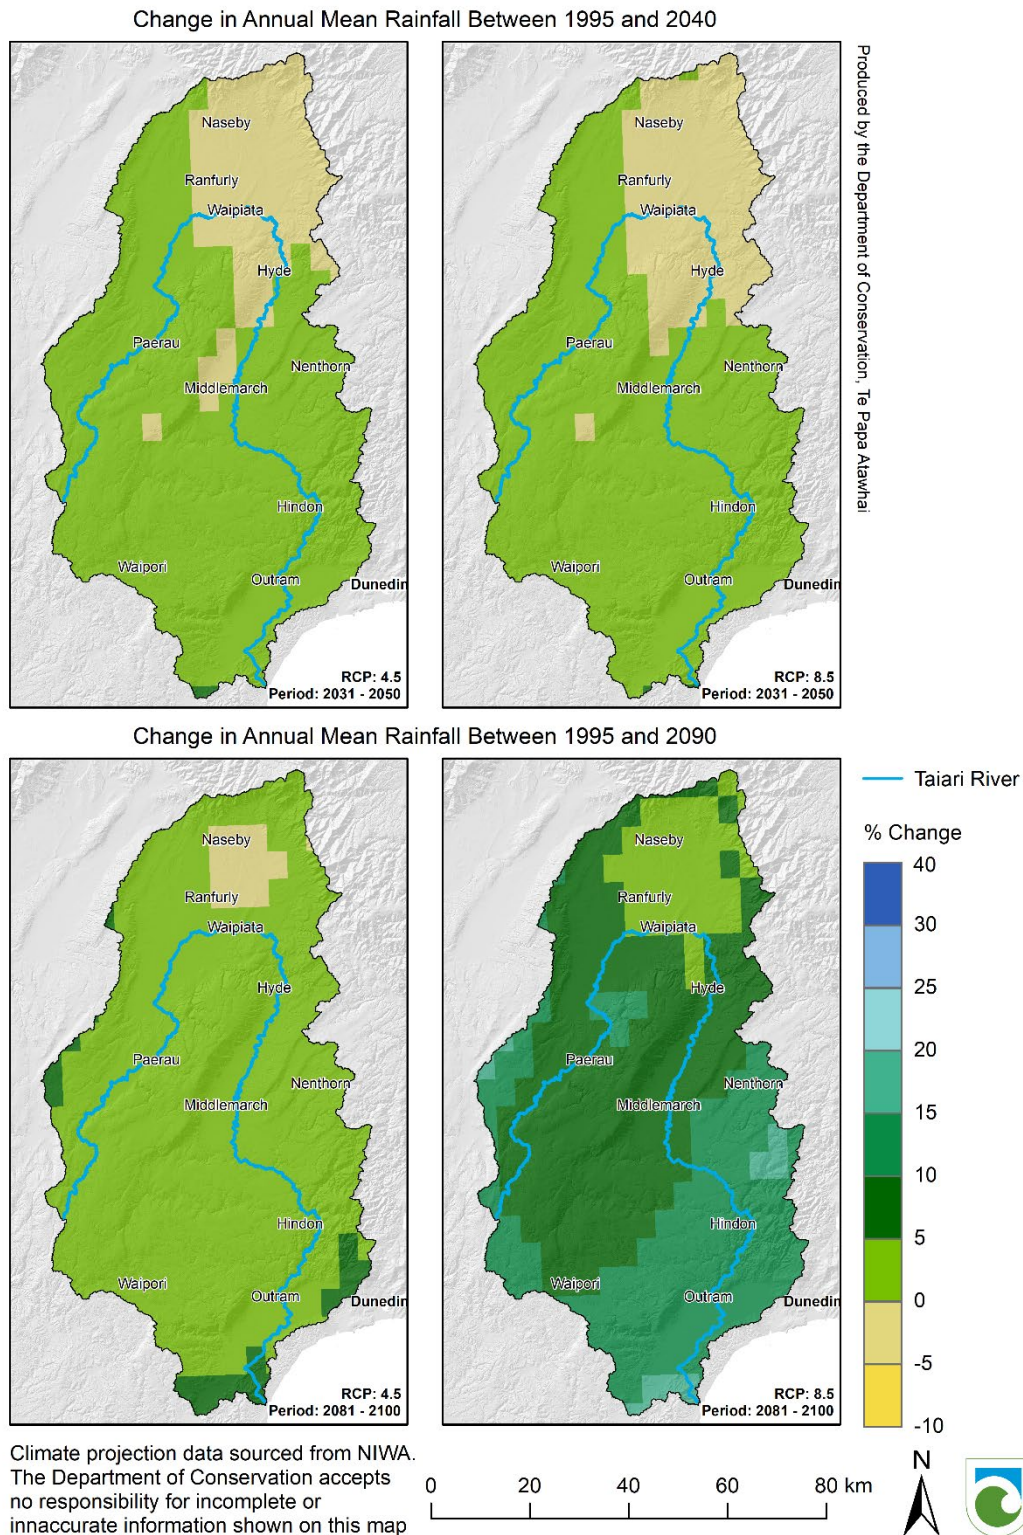 Change in Annual Mean Rainfall Between 1995 and 2040
Naseby
Ranfurly
Waipiata
Hyde
Paerau
Nenthorn
Middlemarch
Hindon
Waipori
Outram
Dunedin
RCP: 4.5
Period: 2031 - 2050
Naseby
Ranfurly
Waipiata
Hyde
Paerau
Nenthorn
Middlemarch
Hindon
Waipori
Outram
Dunedin
RCP: 8.5
Period: 2031 - 2050
Produced by the Department of Conservation, Te Papa Atawhai
Change in Annual Mean Rainfall Between 1995 and 2090
Naseby
Ranfurly
Waipiata
Hyde
Paerau
Nenthorn
Middlemarch
Hindon
Waipori
Outram
Dunedin
RCP: 4.5
Period: 2081 - 2100
Naseby
Ranfurly
Waipiata
Hyde
Paerau
Nenthorn
Middlemarch
Hindon
Waipori
Outram
Dunedin
RCP: 8.5
Period: 2081 - 2100
Taiari River
% Change
40
30
25
20
15
10
5
0
-5
-10
Climate projection data sourced from NIWA.
The Department of Conservation accepts
no responsibility for incomplete or
innaccurate information shown on this map
0 20 40 60 80 km
N